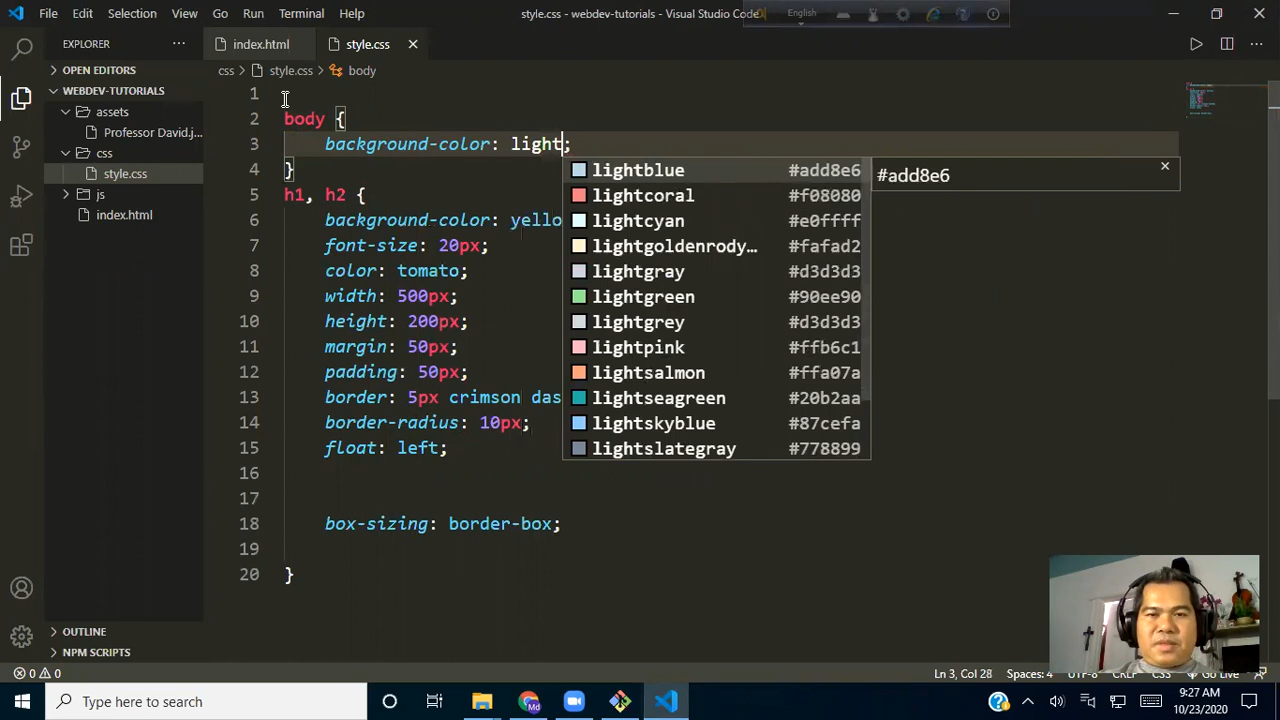 File Edit Selection View Go Run Terminal Help style.css - webdev-tutorials - Visual Studio Code English
EXPLORER index.html style.css
OPEN EDITORS css > style.css > body
WEBDEV-TUTORIALS
assets
Professor David.j...
css
style.css
js
index.html
1
2 body {
3 background-color: light;
4 }
5 h1, h2 {
6 background-color: yello
7 font-size: 20px;
8 color: tomato;
9 width: 500px;
10 height: 200px;
11 margin: 50px;
12 padding: 50px;
13 border: 5px crimson das
14 border-radius: 10px;
15 float: left;
16
17
18 box-sizing: border-box;
19
20 }
lightblue #add8e6 #add8e6
lightcoral #f08080
lightcyan #e0ffff
lightgoldenrody... #fafad2
lightgray #d3d3d3
lightgreen #90ee90
lightgrey #d3d3d3
lightpink #ffb6c1
lightsalmon #ffa07a
lightseagreen #20b2aa
lightskyblue #87cefa
lightslategray #778899
OUTLINE
NPM SCRIPTS
0 0 Ln 3, Col 28 Spaces: 4 UTF-8 CRLF CSS Go Live
Type here to search 9:27 AM
10/23/2020